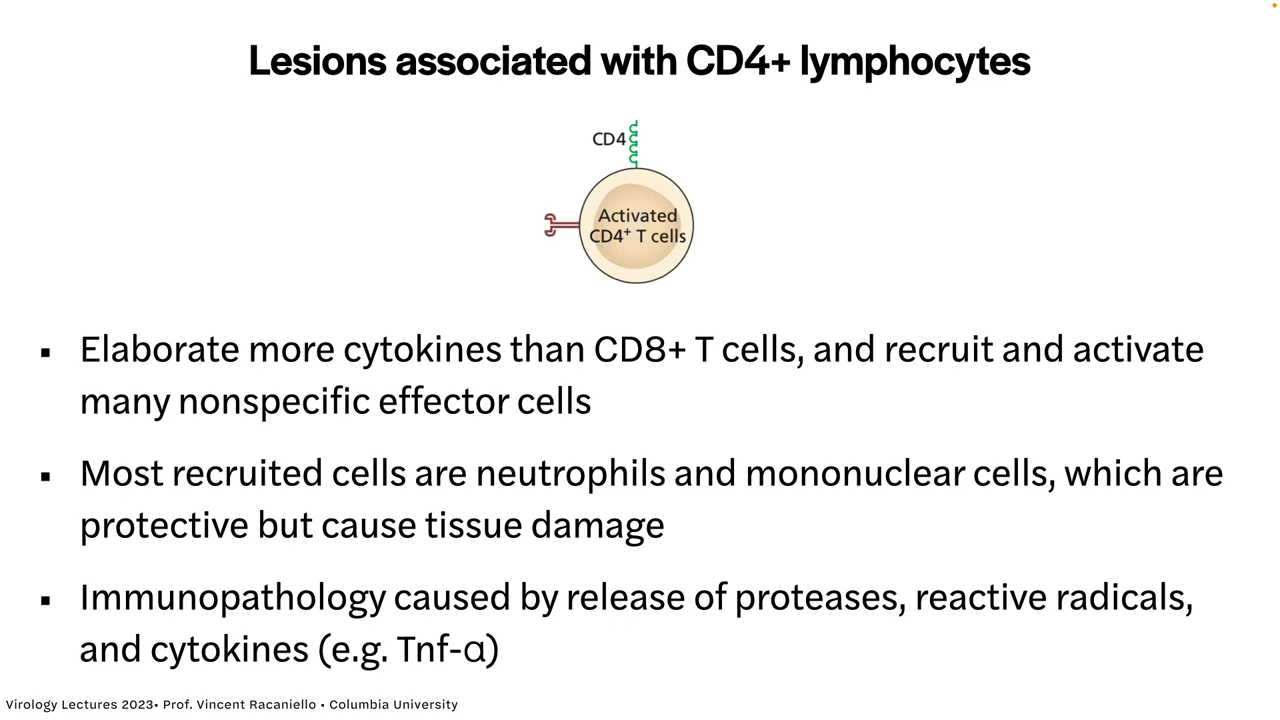 Lesions associated with CD4+ lymphocytes
CD4
Activated
CD4⁺ T cells
▪ Elaborate more cytokines than CD8+ T cells, and recruit and activate
many nonspecific effector cells
▪ Most recruited cells are neutrophils and mononuclear cells, which are
protective but cause tissue damage
▪ Immunopathology caused by release of proteases, reactive radicals,
and cytokines (e.g. Tnf-α)
Virology Lectures 2023• Prof. Vincent Racaniello • Columbia University